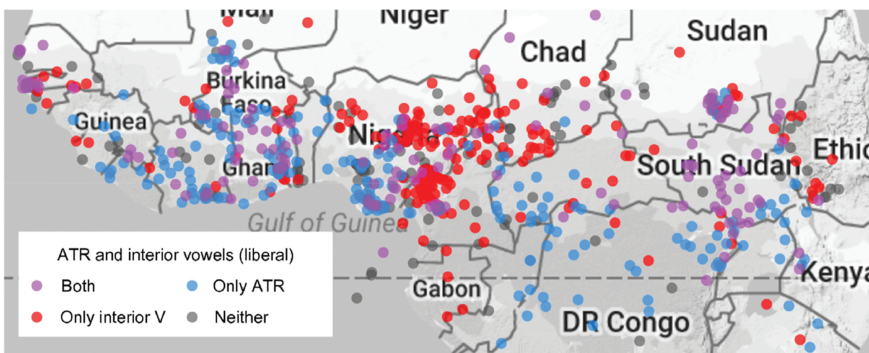 Mali
Niger
Chad
Sudan
Burkina
Faso
Guinea
Nigeria
Ghan
South Sudan
Ethio
Gulf of Guinea
ATR and interior vowels (liberal)
Both
Only ATR
Only interior V
Neither
Gabon
DR Congo
Kenya